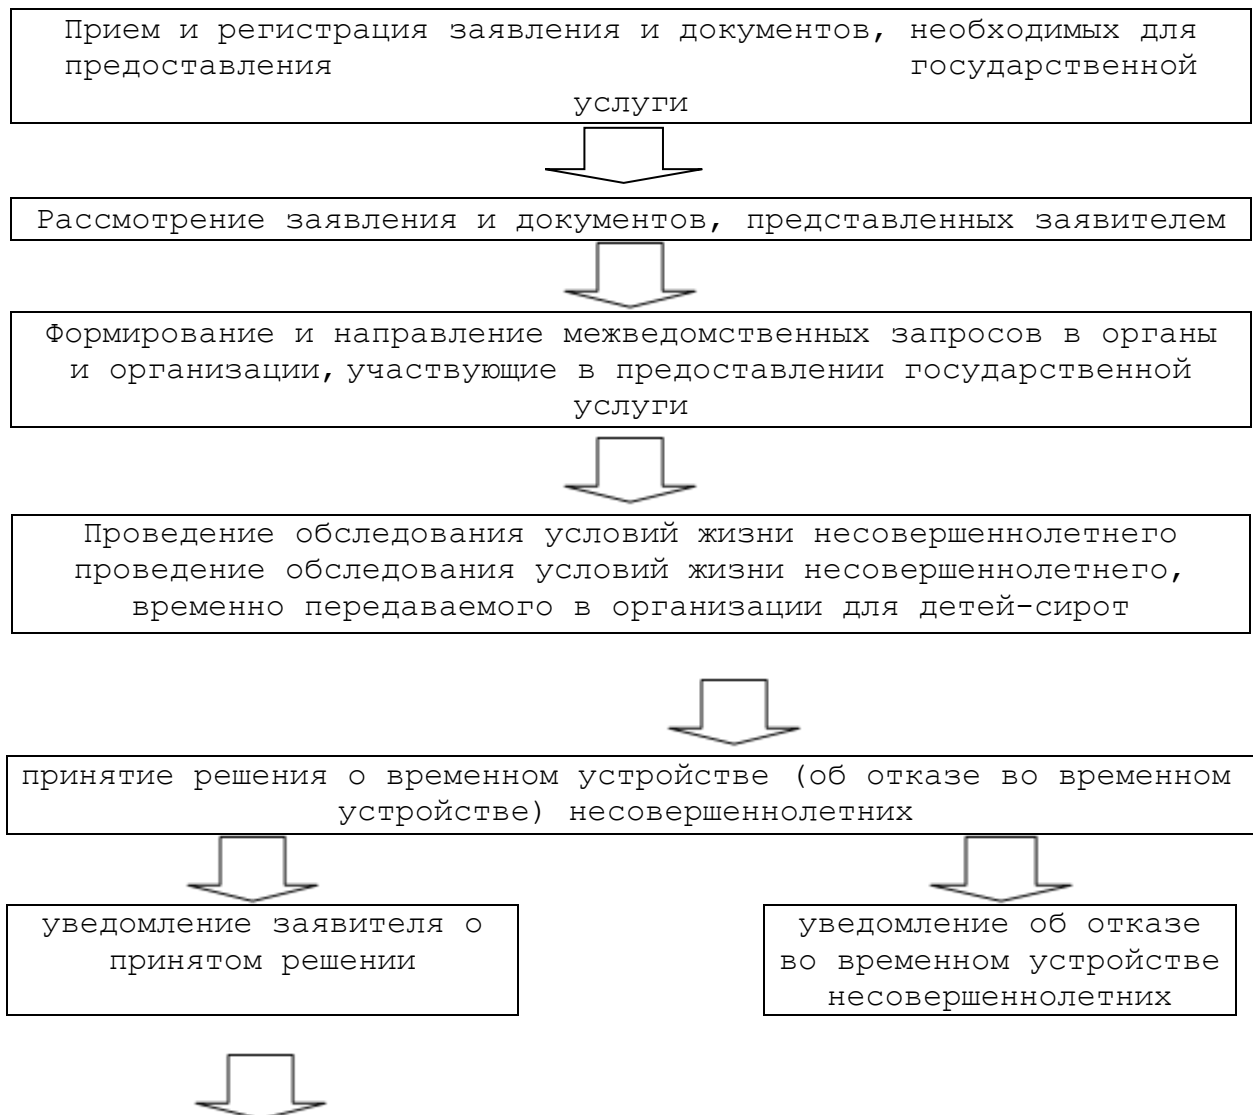 Прием и регистрация заявления и документов, необходимых для
предоставления государственной
услуги
Рассмотрение заявления и документов, представленных заявителем
Формирование и направление межведомственных запросов в органы
и организации, участвующие в предоставлении государственной
услуги
Проведение обследования условий жизни несовершеннолетнего
проведение обследования условий жизни несовершеннолетнего,
временно передаваемого в организации для детей-сирот
принятие решения о временном устройстве (об отказе во временном
устройстве) несовершеннолетних
уведомление заявителя о
принятом решении
уведомление об отказе
во временном устройстве
несовершеннолетних